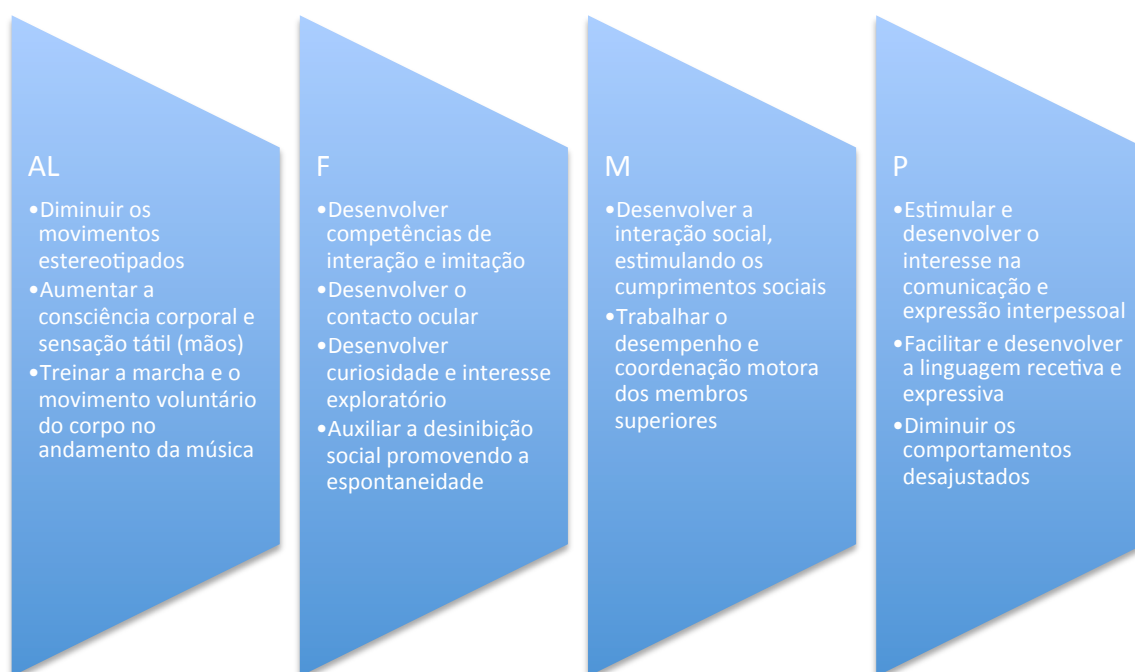 AL
•Diminuir os
movimentos
estereotipados
•Aumentar a
consciência corporal e
sensação tátil (mãos)
•Treinar a marcha e o
movimento voluntário
do corpo no
andamento da música
F
•Desenvolver
competências de
interação e imitação
•Desenvolver o
contacto ocular
•Desenvolver
curiosidade e interesse
exploratório
•Auxiliar a desinibição
social promovendo a
espontaneidade
M
•Desenvolver a
interação social,
estimulando os
cumprimentos sociais
•Trabalhar o
desempenho e
coordenação motora
dos membros
superiores
P
•Estimular e
desenvolver o
interesse na
comunicação e
expressão interpessoal
•Facilitar e desenvolver
a linguagem recetiva e
expressiva
•Diminuir os
comportamentos
desajustados